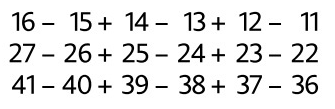 16 – 15 + 14 – 13 + 12 – 11
27 – 26 + 25 – 24 + 23 – 22
41 – 40 + 39 – 38 + 37 – 36